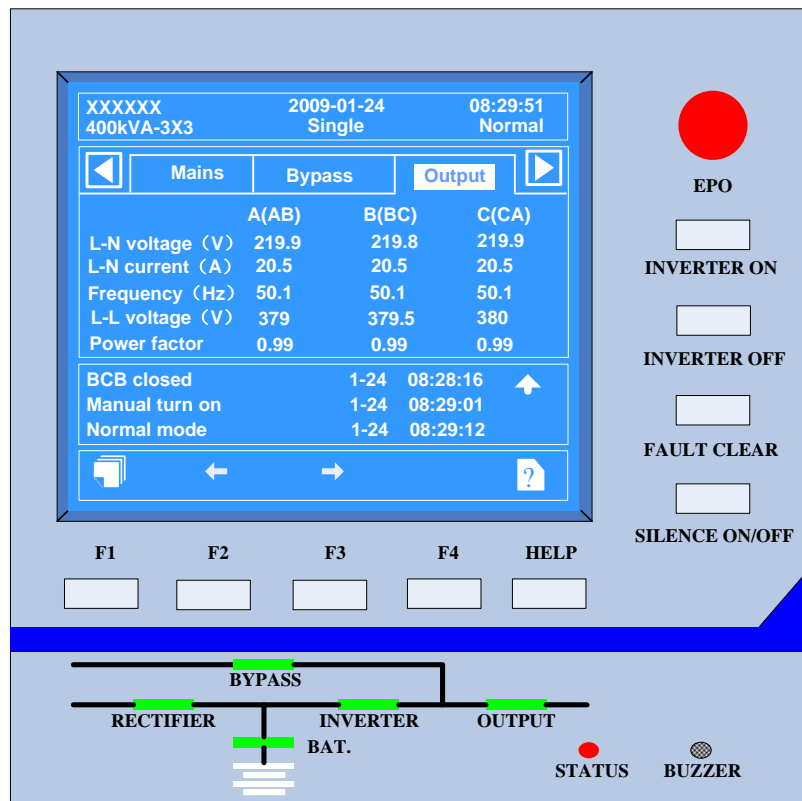 XXXXXX 2009-01-24 08:29:51
400kVA-3X3 Single Normal
Mains Bypass Output
A(AB) B(BC) C(CA)
L-N voltage（V） 219.9 219.8 219.9
L-N current（A） 20.5 20.5 20.5
Frequency（Hz） 50.1 50.1 50.1
L-L voltage（V） 379 379.5 380
Power factor 0.99 0.99 0.99
BCB closed 1-24 08:28:16
Manual turn on 1-24 08:29:01
Normal mode 1-24 08:29:12
?
EPO
INVERTER ON
INVERTER OFF
FAULT CLEAR
SILENCE ON/OFF
F1 F2 F3 F4 HELP
BYPASS
RECTIFIER INVERTER OUTPUT
BAT.
STATUS BUZZER